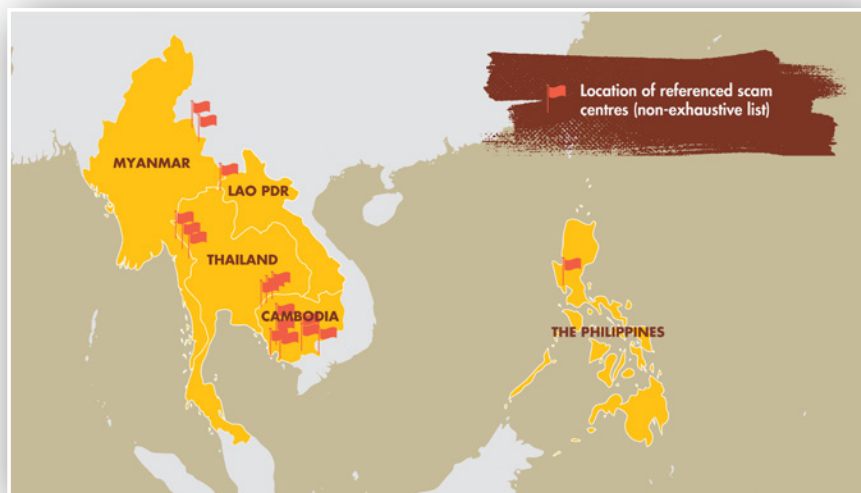 Location of referenced scam
centres (non-exhaustive list)
MYANMAR
LAO PDR
THAILAND
CAMBODIA
THE PHILIPPINES